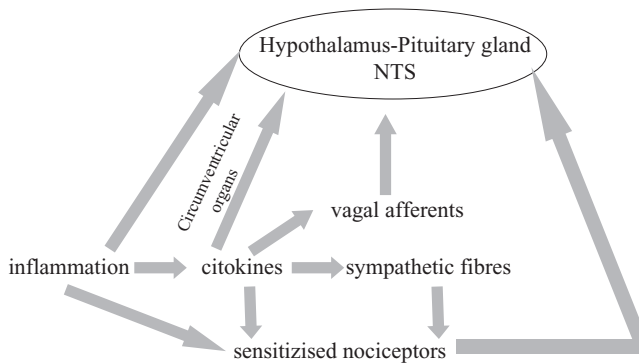 Hypothalamus-Pituitary gland
NTS
Circumventricular
organs
vagal afferents
inflammation
citokines
sympathetic fibres
sensitizised nociceptors